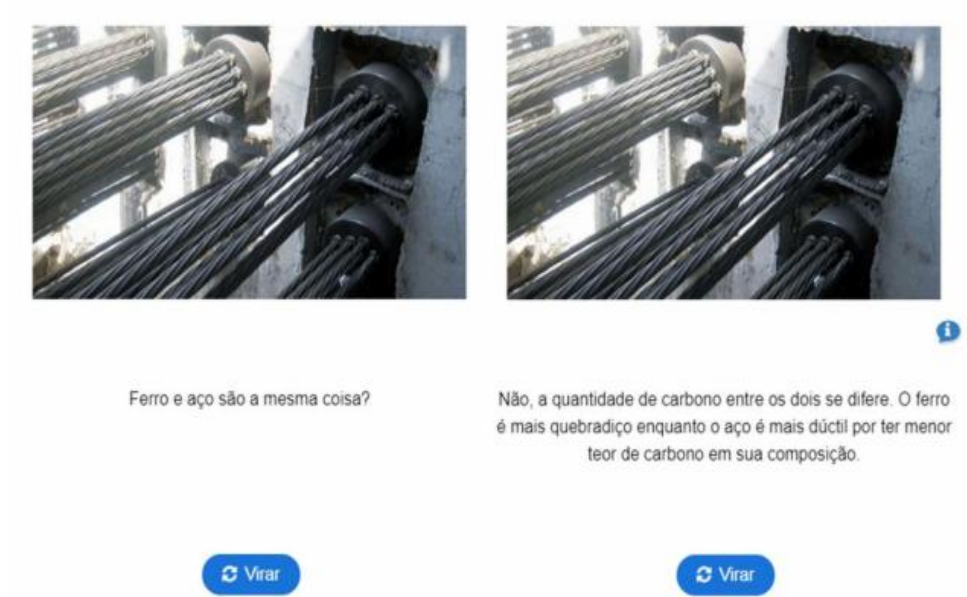 Ferro e aço são a mesma coisa?
Não, a quantidade de carbono entre os dois se difere. O ferro
é mais quebradiço enquanto o aço é mais dúctil por ter menor
teor de carbono em sua composição.
Virar
Virar